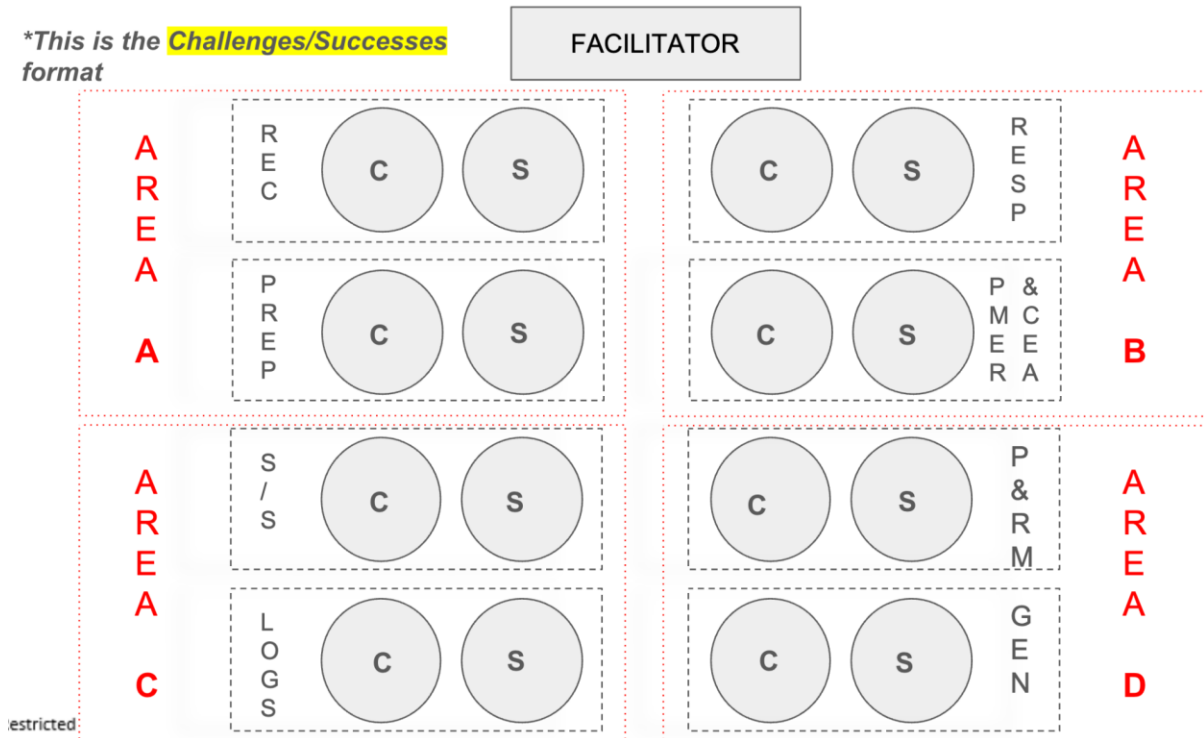 *This is the Challenges/Successes
format
FACILITATOR
AREA A
REC
C S
PREP
C S
C S
RESP
C S
PMER &CEA
AREA B
AREA C
S/S
C S
LOGS
C S
C S
P&RM
C S
GEN
AREA D
estricted